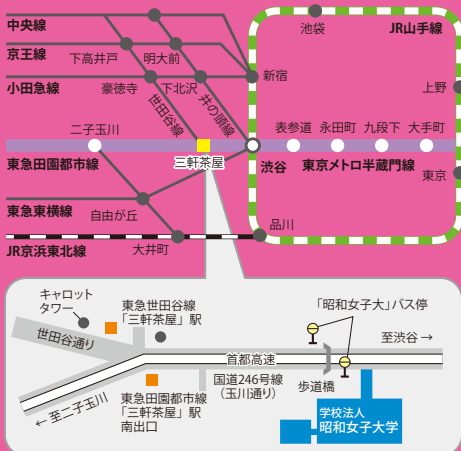 中央線
池袋
JR山手線
京王線
下高井戸
明大前
新宿
小田急線
豪徳寺
下北沢
上野
世田谷線
井の頭線
二子玉川
表参道
永田町
九段下
大手町
東急田園都市線
三軒茶屋
渋谷
東京メトロ半蔵門線
東京
東急東横線
自由が丘
品川
JR京浜東北線
大井町
キャロット
タワー
東急世田谷線
「三軒茶屋」駅
「昭和女子大」バス停
世田谷通り
至渋谷→
首都高速
国道246号線
(玉川通り)
歩道橋
←至二子玉川
東急田園都市線
「三軒茶屋」駅
南出口
学校法人
昭和女子大学